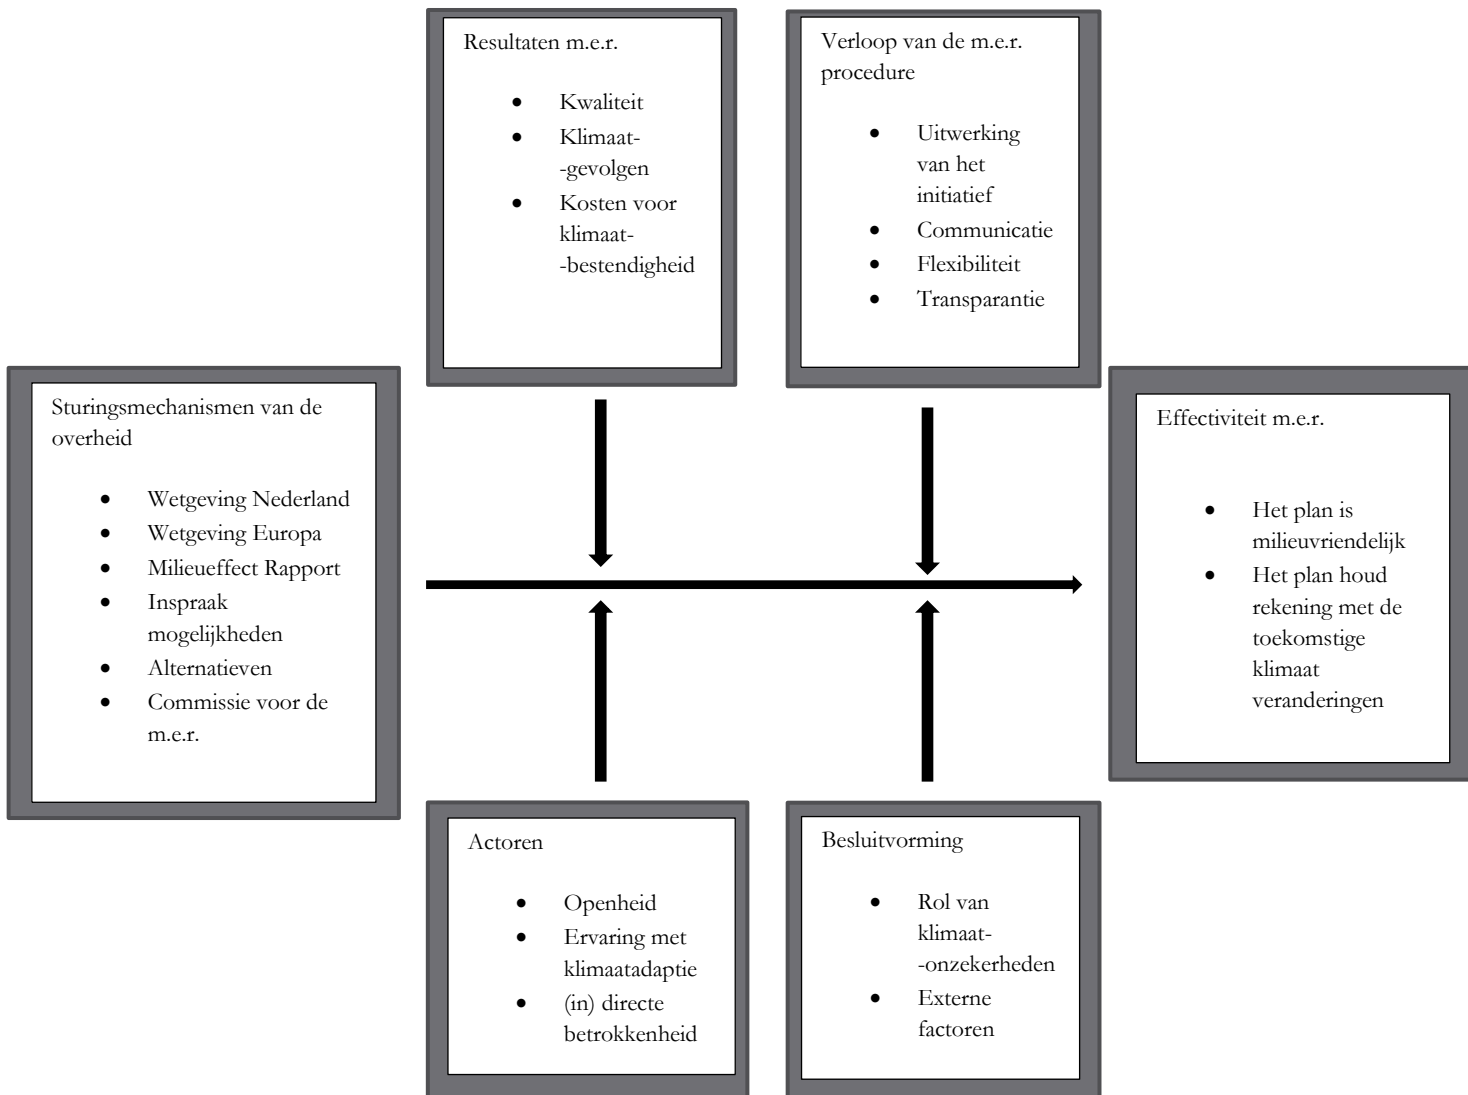 Resultaten m.e.r.
• Kwaliteit
• Klimaat-
-gevolgen
• Kosten voor
klimaat-
-bestendigheid
Verloop van de m.e.r.
procedure
• Uitwerking
van het
initiatief
• Communicatie
• Flexibiliteit
• Transparantie
Sturingsmechanismen van de
overheid
• Wetgeving Nederland
• Wetgeving Europa
• Milieueffect Rapport
• Inspraak
mogelijkheden
• Alternatieven
• Commissie voor de
m.e.r.
Effectiviteit m.e.r.
• Het plan is
milieuvriendelijk
• Het plan houd
rekening met de
toekomstige
klimaat
veranderingen
Actoren
• Openheid
• Ervaring met
klimaatadaptie
• (in) directe
betrokkenheid
Besluitvorming
• Rol van
klimaat-
-onzekerheden
• Externe
factoren